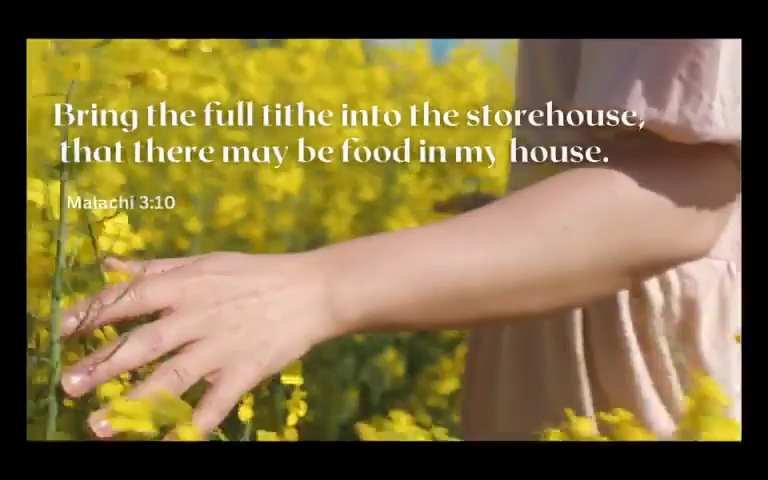 Bring the full tithe into the storehouse,
that there may be food in my house.
Malachi 3:10